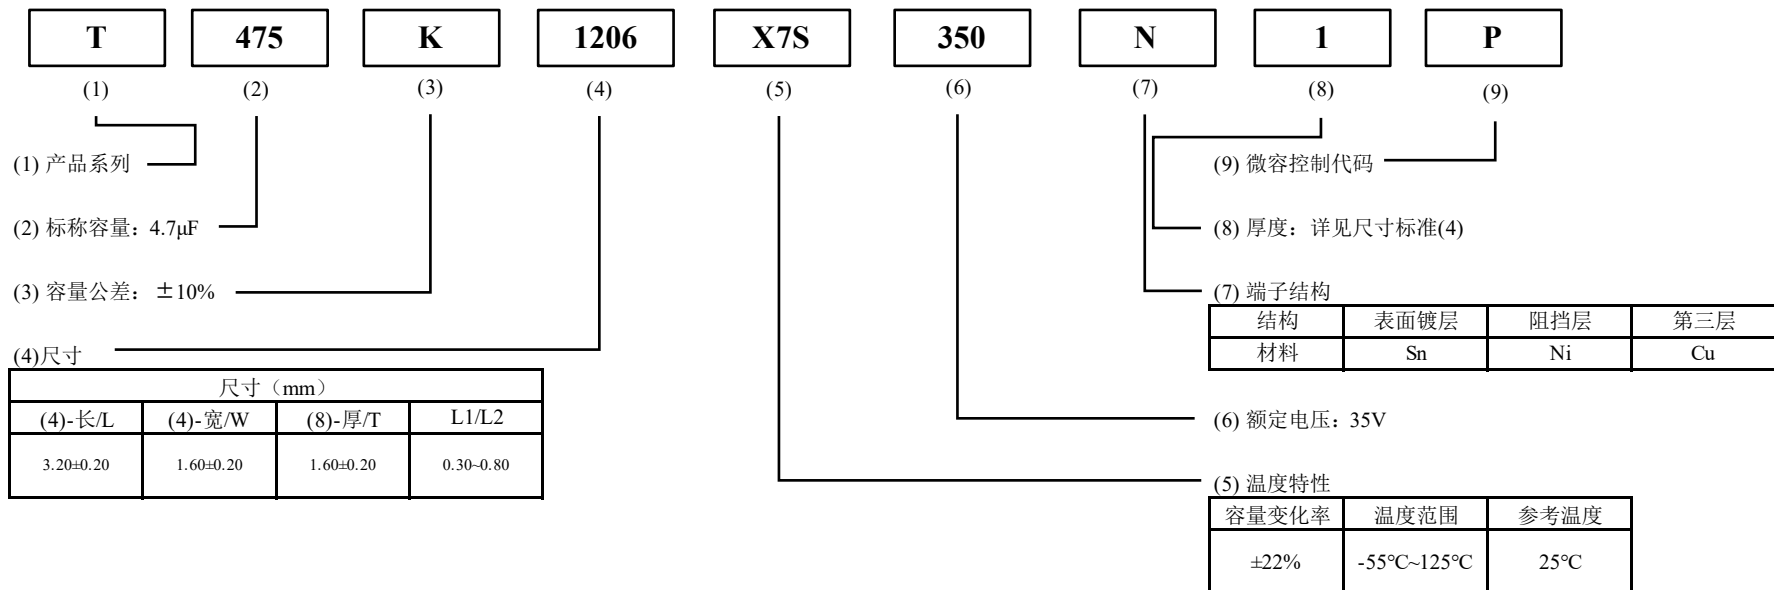 T 475 K 1206 X7S 350 N 1 P
(1) (2) (3) (4) (5) (6) (7) (8) (9)
(1) 产品系列
(2) 标称容量：4.7μF
(3) 容量公差：±10%
(4)尺寸
尺寸（mm）
(4)-长/L (4)-宽/W (8)-厚/T L1/L2
3.20±0.20 1.60±0.20 1.60±0.20 0.30~0.80
(9) 微容控制代码
(8) 厚度：详见尺寸标准(4)
(7) 端子结构
结构 表面镀层 阻挡层 第三层
材料 Sn Ni Cu
(6) 额定电压：35V
(5) 温度特性
容量变化率 温度范围 参考温度
±22% -55℃~125℃ 25℃